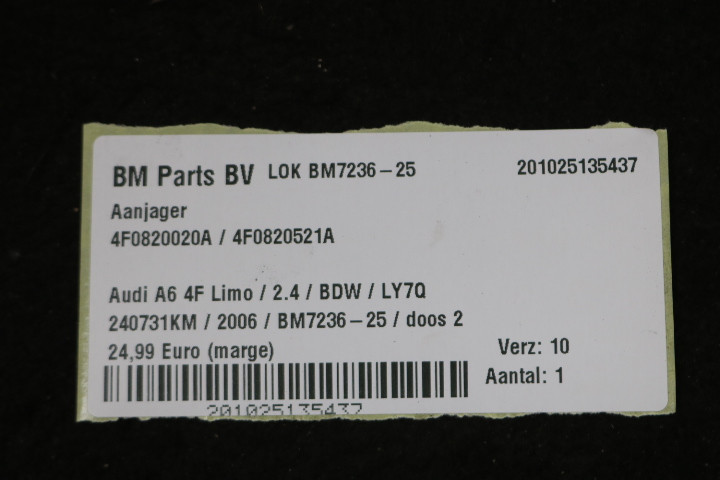 BM Parts BV LOK BM7236-25 201025135437
Aanjager
4F0820020A / 4F0820521A
Audi A6 4F Limo / 2.4 / BDW / LY7Q
240731KM / 2006 / BM7236-25 / doos 2
24,99 Euro (marge) Verz: 10
Aantal: 1
201025135437